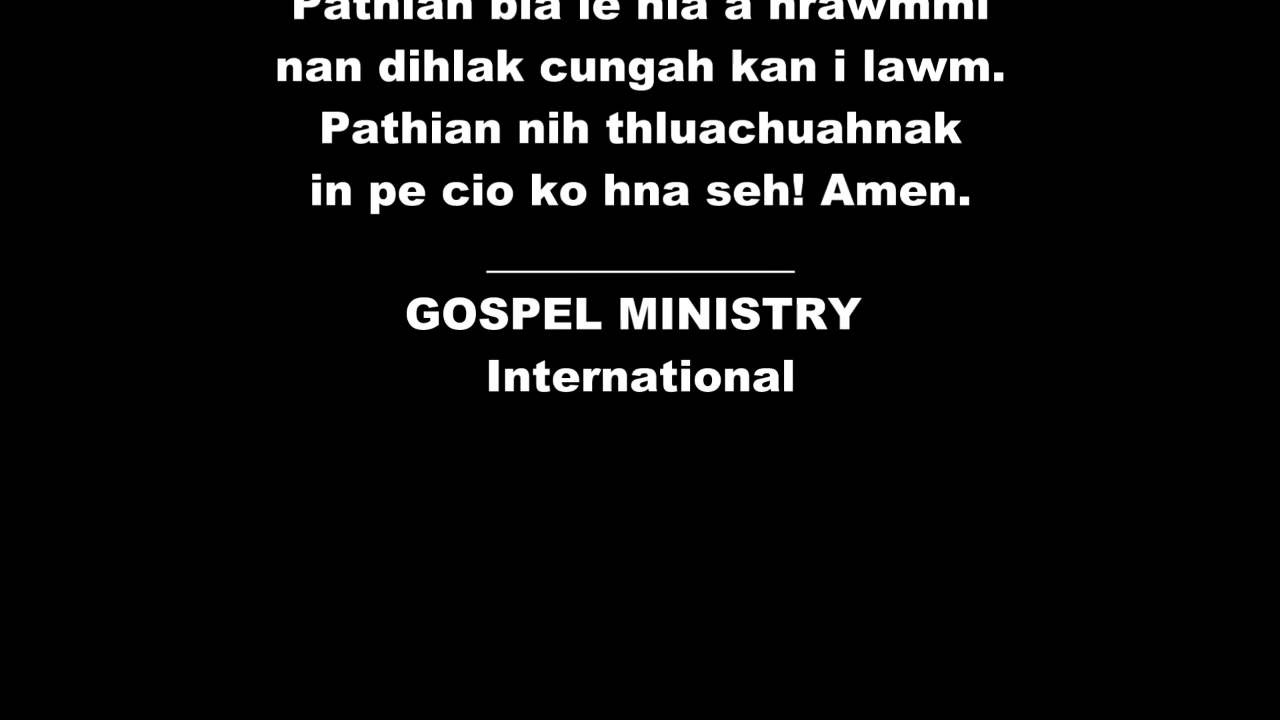 Pathian bia le hla a hrawmmi
nan dihlak cungah kan i lawm.
Pathian nih thluachuahnak
in pe cio ko hna seh! Amen.
GOSPEL MINISTRY
International